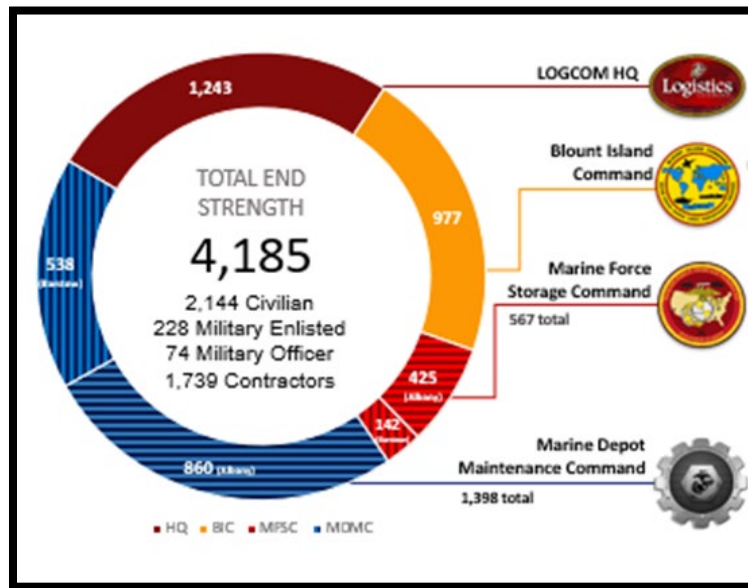 1,243
LOGCOM HQ
Logistics
Blount Island
Command
977
TOTAL END
STRENGTH
4,185
2,144 Civilian
228 Military Enlisted
74 Military Officer
1,739 Contractors
538
(Barstow)
Marine Force
Storage Command
567 total
425
(Albany)
142
(Barstow)
860 (Albany)
Marine Depot
Maintenance Command
1,398 total
HQ BIC MFSC MDMC